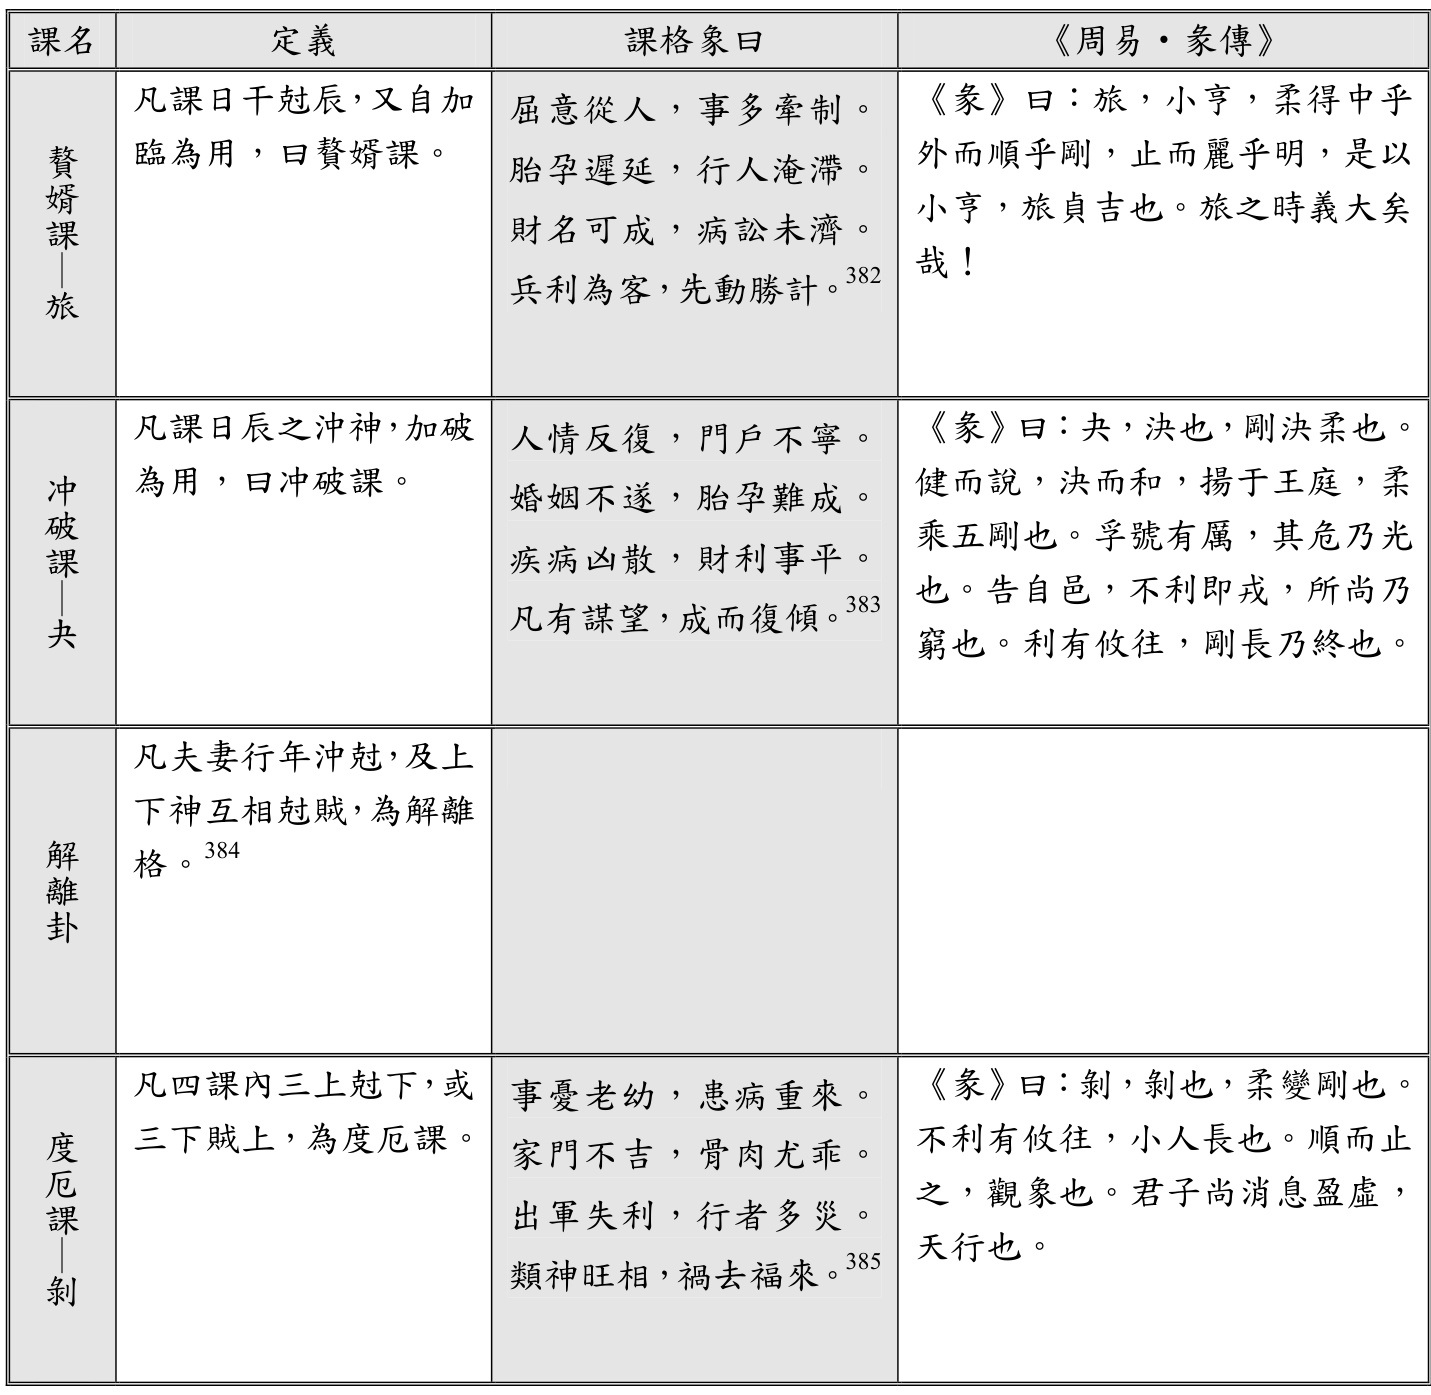 課名
定義
課格象曰
《周易・彖傳》
贅婿課—旅
凡課日干尅辰，又自加
臨為用，曰贅婿課。
屈意從人，事多牽制。
胎孕遲延，行人淹滯。
財名可成，病訟未濟。
兵利為客，先動勝計。382
《彖》曰：旅，小亨，柔得中乎
外而順乎剛，止而麗乎明，是以
小亨，旅貞吉也。旅之時義大矣
哉！
冲破課—夬
凡課日辰之沖神，加破
為用，曰冲破課。
人情反復，門戶不寧。
婚姻不遂，胎孕難成。
疾病凶散，財利事平。
凡有謀望，成而復傾。383
《彖》曰：夬，決也，剛決柔也。
健而說，決而和，揚于王庭，柔
乘五剛也。孚號有厲，其危乃光
也。告自邑，不利即戎，所尚乃
窮也。利有攸往，剛長乃終也。
解離卦
凡夫妻行年沖尅，及上
下神互相尅賊，為解離
格。384
度厄課—剝
凡四課內三上尅下，或
三下賊上，為度厄課。
事憂老幼，患病重來。
家門不吉，骨肉尤乖。
出軍失利，行者多災。
類神旺相，禍去福來。385
《彖》曰：剝，剝也，柔變剛也。
不利有攸往，小人長也。順而止
之，觀象也。君子尚消息盈虛，
天行也。